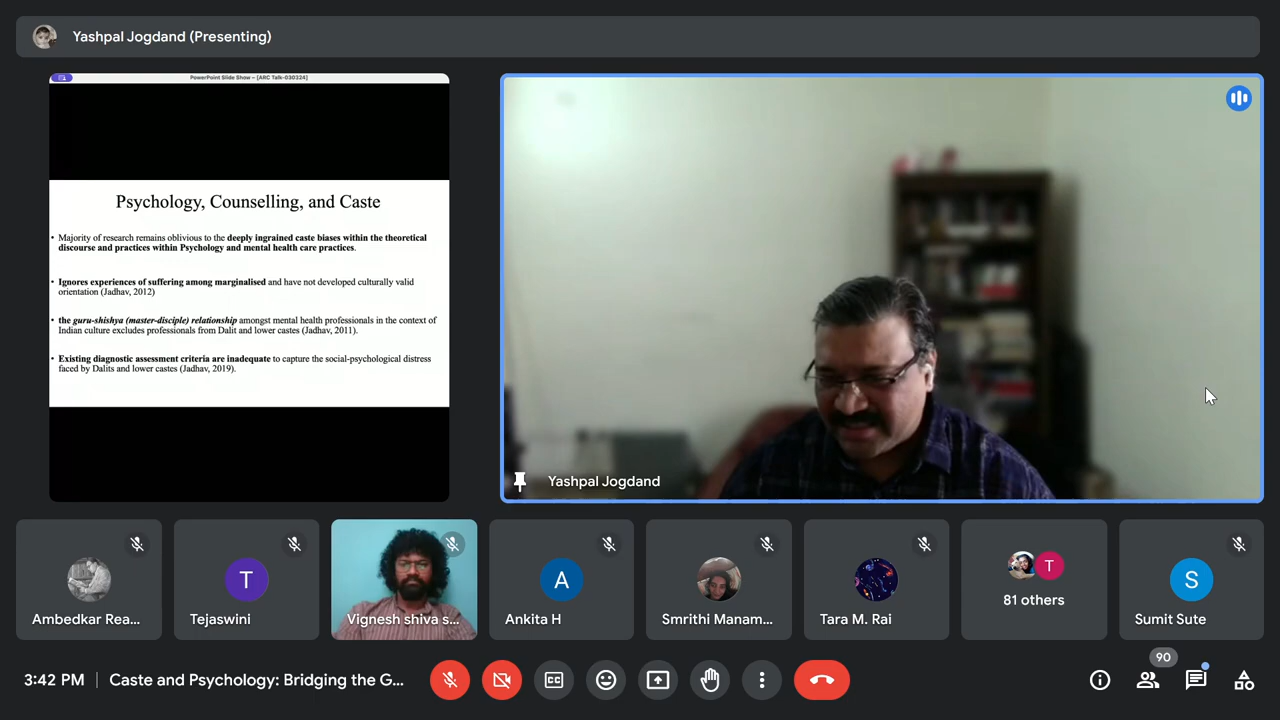 Yashpal Jogdand (Presenting)
PowerPoint Slide Show – [ARC Talk-030324]
Psychology, Counselling, and Caste
• Majority of research remains oblivious to the deeply ingrained caste biases within the theoretical
discourse and practices within Psychology and mental health care practices.
• Ignores experiences of suffering among marginalised and have not developed culturally valid
orientation (Jadhav, 2012)
• the guru-shishya (master-disciple) relationship amongst mental health professionals in the context of
Indian culture excludes professionals from Dalit and lower castes (Jadhav, 2011).
• Existing diagnostic assessment criteria are inadequate to capture the social-psychological distress
faced by Dalits and lower castes (Jadhav, 2019).
Yashpal Jogdand
T
A
T
S
Ambedkar Rea...
Tejaswini
Vignesh shiva s...
Ankita H
Smrithi Manam...
Tara M. Rai
81 others
Sumit Sute
3:42 PM
Caste and Psychology: Bridging the G...
CC
90